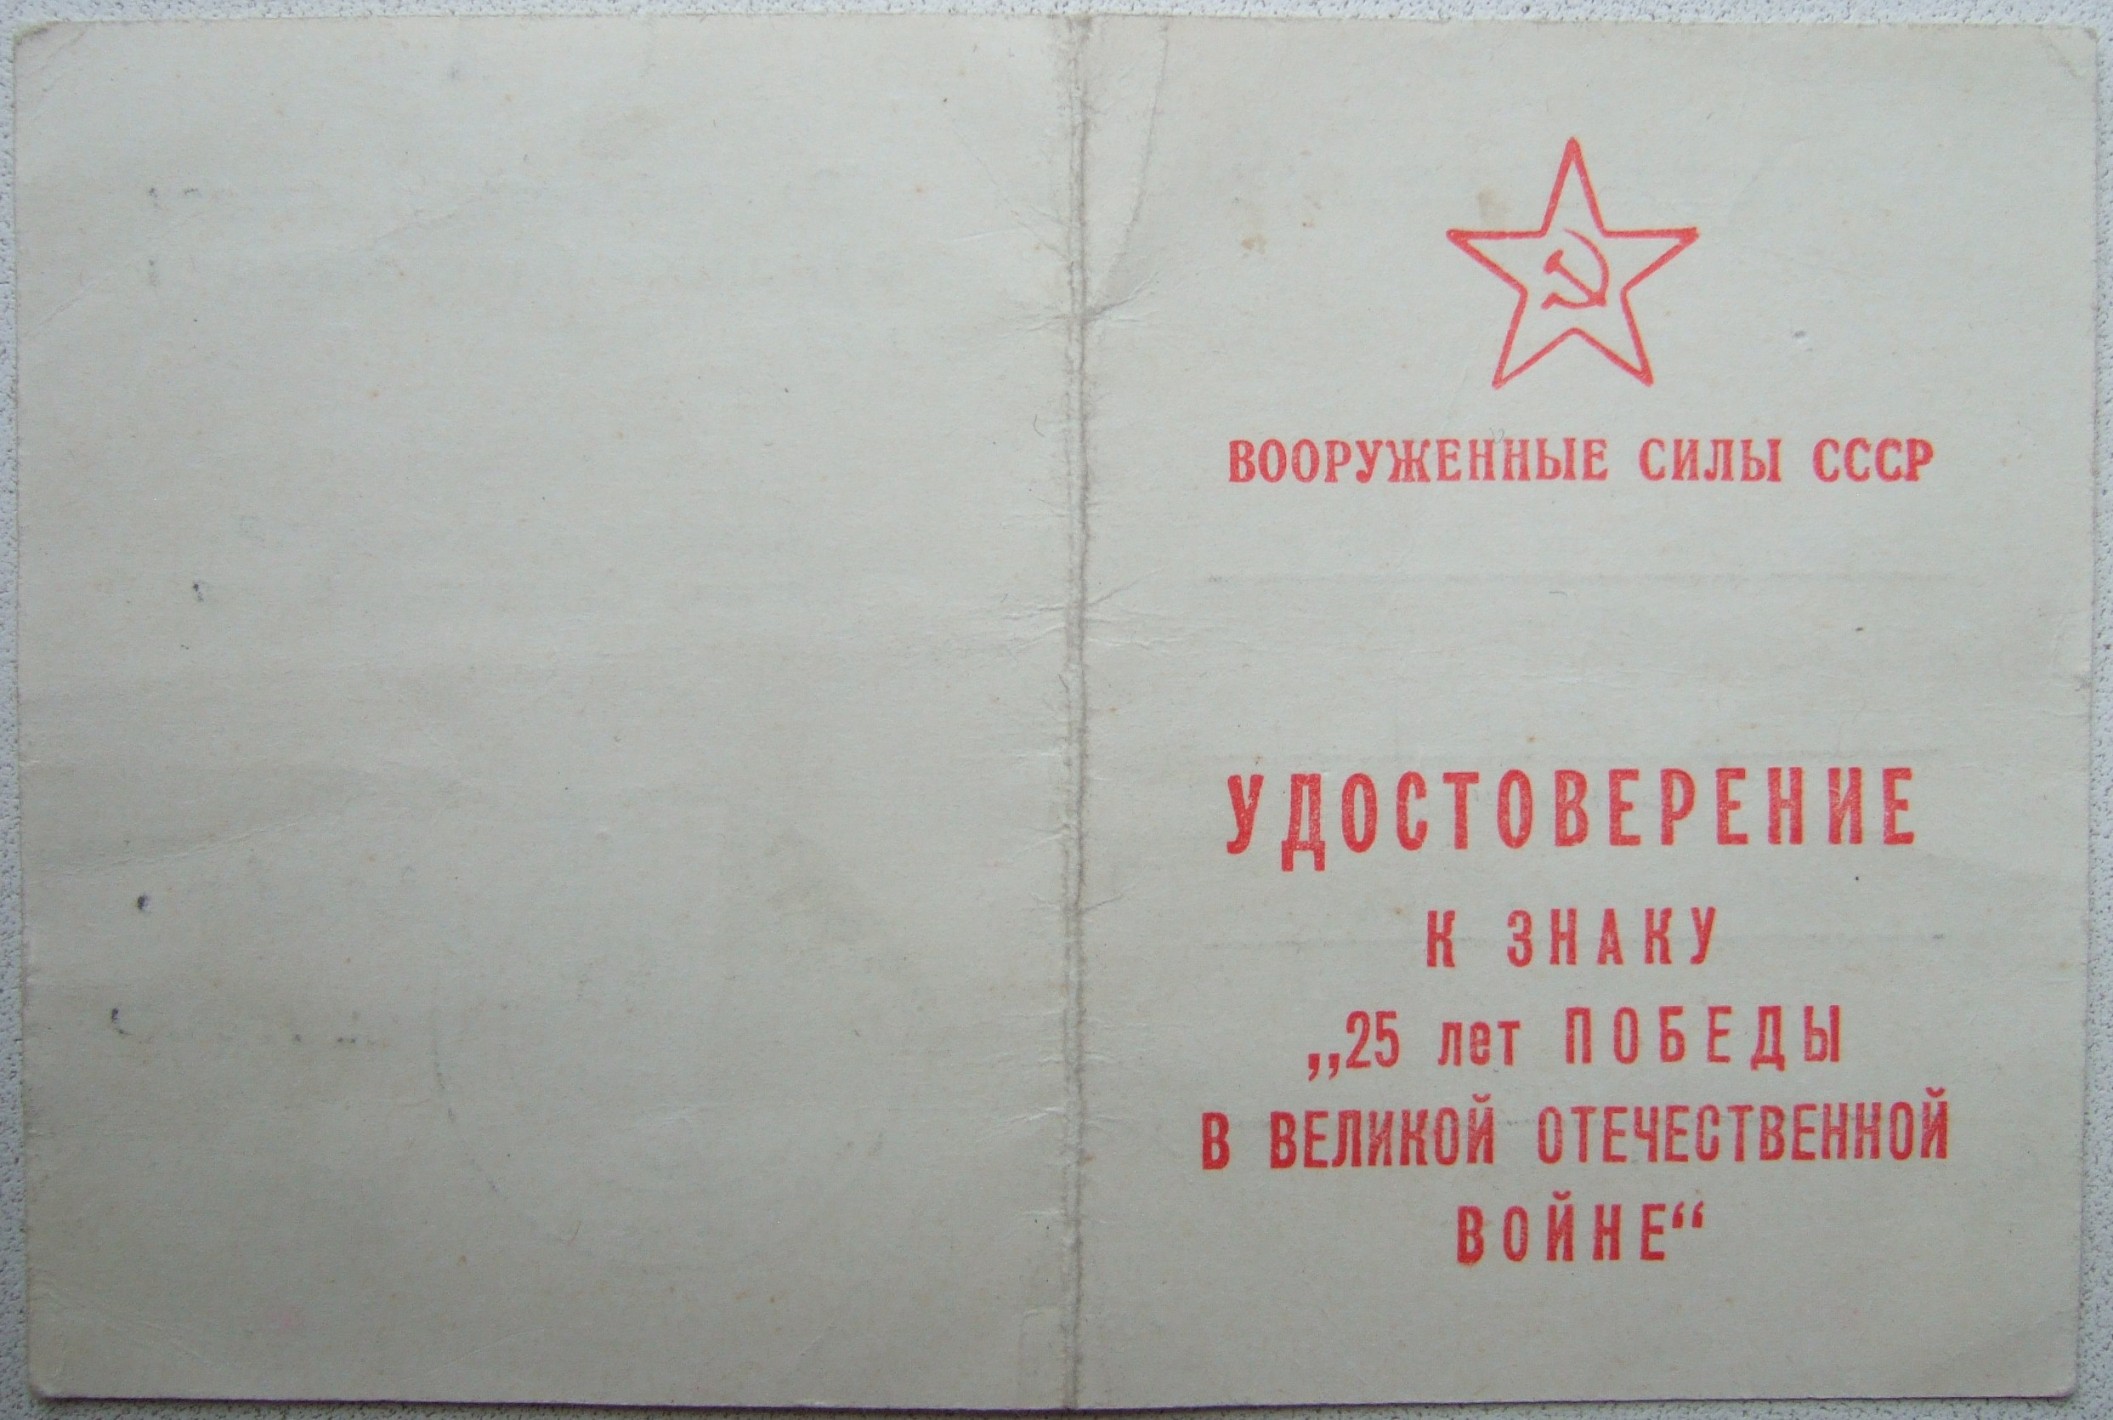 ВООРУЖЕННЫЕ СИЛЫ СССР
УДОСТОВЕРЕНИЕ
К ЗНАКУ
„25 лет ПОБЕДЫ
В ВЕЛИКОЙ ОТЕЧЕСТВЕННОЙ
ВОЙНЕ“